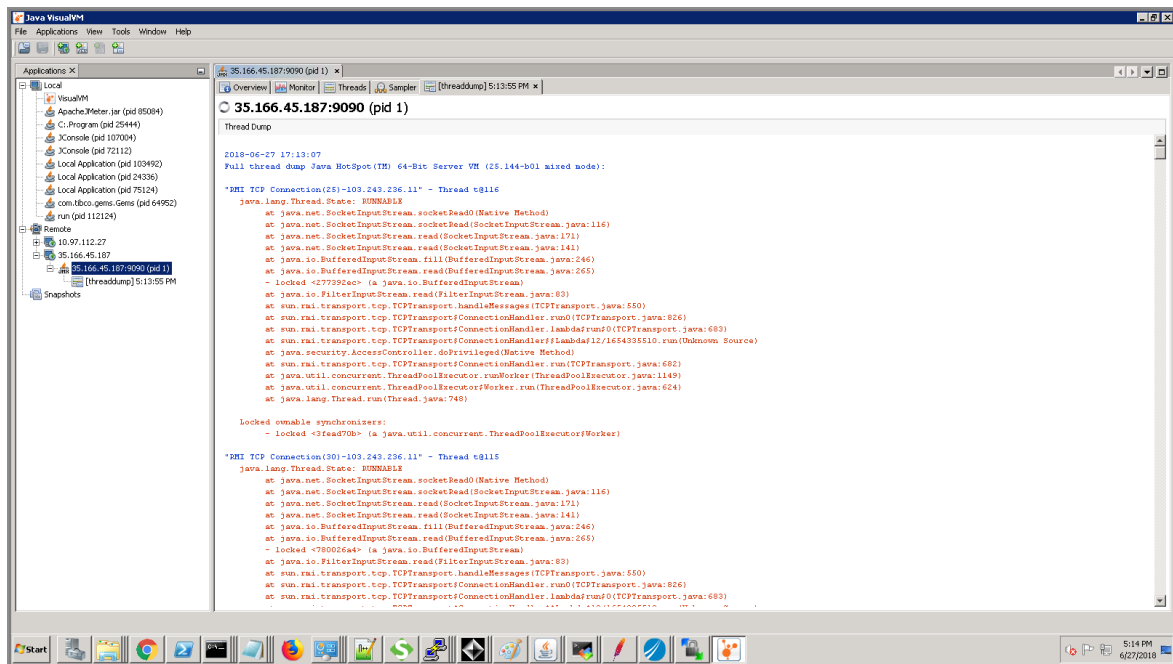 Java VisualVM
File Applications View Tools Window Help
Applications
Local
VisualVM
ApacheJMeter.jar (pid 85084)
C:.Program (pid 25444)
JConsole (pid 107004)
JConsole (pid 72112)
Local Application (pid 103492)
Local Application (pid 24336)
Local Application (pid 75124)
com.tibco.gems.Gems (pid 64952)
run (pid 112124)
Remote
10.97.112.27
35.166.45.187
35.166.45.187:9090 (pid 1)
[threaddump] 5:13:55 PM
Snapshots
35.166.45.187:9090 (pid 1)
Overview Monitor Threads Sampler [threaddump] 5:13:55 PM
35.166.45.187:9090 (pid 1)
Thread Dump
2018-06-27 17:13:07
Full thread dump Java HotSpot(TM) 64-Bit Server VM (25.144-b01 mixed mode):
"RMI TCP Connection(25)-103.243.236.11" - Thread t@116
java.lang.Thread.State: RUNNABLE
at java.net.SocketInputStream.socketRead0(Native Method)
at java.net.SocketInputStream.socketRead(SocketInputStream.java:116)
at java.net.SocketInputStream.read(SocketInputStream.java:171)
at java.net.SocketInputStream.read(SocketInputStream.java:141)
at java.io.BufferedInputStream.fill(BufferedInputStream.java:246)
at java.io.BufferedInputStream.read(BufferedInputStream.java:265)
- locked <277392ec> (a java.io.BufferedInputStream)
at java.io.FilterInputStream.read(FilterInputStream.java:83)
at sun.rmi.transport.tcp.TCPTransport.handleMessages(TCPTransport.java:550)
at sun.rmi.transport.tcp.TCPTransport$ConnectionHandler.run0(TCPTransport.java:826)
at sun.rmi.transport.tcp.TCPTransport$ConnectionHandler.lambda$run$0(TCPTransport.java:683)
at sun.rmi.transport.tcp.TCPTransport$ConnectionHandler$$Lambda$12/1654335510.run(Unknown Source)
at java.security.AccessController.doPrivileged(Native Method)
at sun.rmi.transport.tcp.TCPTransport$ConnectionHandler.run(TCPTransport.java:682)
at java.util.concurrent.ThreadPoolExecutor.runWorker(ThreadPoolExecutor.java:1149)
at java.util.concurrent.ThreadPoolExecutor$Worker.run(ThreadPoolExecutor.java:624)
at java.lang.Thread.run(Thread.java:748)
Locked ownable synchronizers:
- locked <3fead70b> (a java.util.concurrent.ThreadPoolExecutor$Worker)
"RMI TCP Connection(30)-103.243.236.11" - Thread t@115
java.lang.Thread.State: RUNNABLE
at java.net.SocketInputStream.socketRead0(Native Method)
at java.net.SocketInputStream.socketRead(SocketInputStream.java:116)
at java.net.SocketInputStream.read(SocketInputStream.java:171)
at java.net.SocketInputStream.read(SocketInputStream.java:141)
at java.io.BufferedInputStream.fill(BufferedInputStream.java:246)
at java.io.BufferedInputStream.read(BufferedInputStream.java:265)
- locked <780026a4> (a java.io.BufferedInputStream)
at java.io.FilterInputStream.read(FilterInputStream.java:83)
at sun.rmi.transport.tcp.TCPTransport.handleMessages(TCPTransport.java:550)
at sun.rmi.transport.tcp.TCPTransport$ConnectionHandler.run0(TCPTransport.java:826)
at sun.rmi.transport.tcp.TCPTransport$ConnectionHandler.lambda$run$0(TCPTransport.java:683)
Start
5:14 PM
6/27/2018